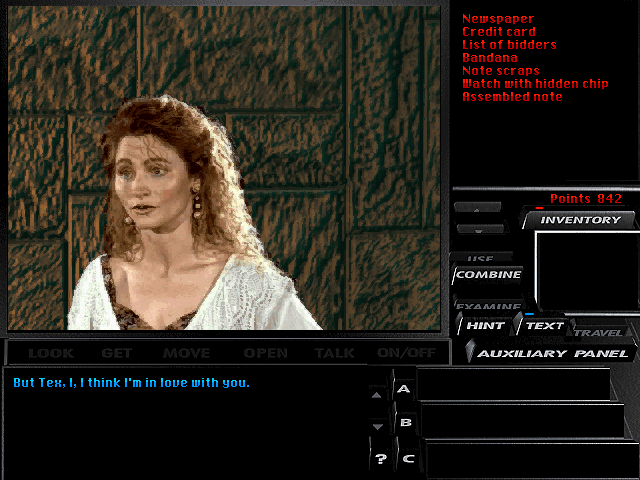 Newspaper
Credit card
List of bidders
Bandana
Note scraps
Watch with hidden chip
Assembled note
Points 842
INVENTORY
USE
COMBINE
EXAMINE
HINT TEXT TRAVEL
LOOK GET MOVE OPEN TALK ON/OFF
AUXILIARY PANEL
But Tex, I, I think I'm in love with you.
A
B
? C